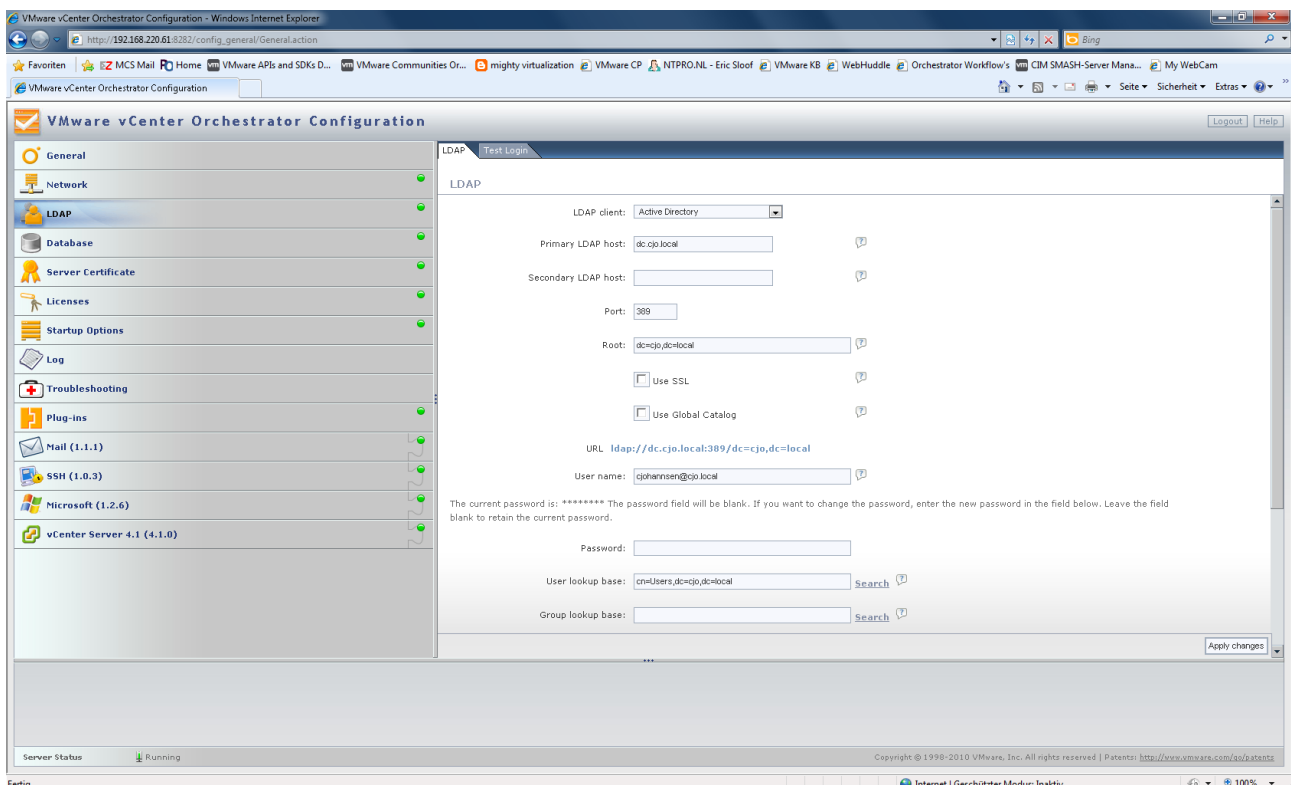 VMware vCenter Orchestrator Configuration - Windows Internet Explorer
http://192.168.220.61:8282/config_general/General.action
Bing
Favoriten MCS Mail Home VMware APIs and SDKs D... VMware Communities Or... mighty virtualization VMware CP NTPRO.NL - Eric Sloof VMware KB WebHuddle Orchestrator Workflow's CIM SMASH-Server Mana... My WebCam
VMware vCenter Orchestrator Configuration
Seite Sicherheit Extras
VMware vCenter Orchestrator Configuration
Logout Help
General
Network
LDAP
Database
Server Certificate
Licenses
Startup Options
Log
Troubleshooting
Plug-ins
Mail (1.1.1)
SSH (1.0.3)
Microsoft (1.2.6)
vCenter Server 4.1 (4.1.0)
LDAP Test Login
LDAP
LDAP client: Active Directory
Primary LDAP host: dc.cjo.local
Secondary LDAP host:
Port: 389
Root: dc=cjo,dc=local
Use SSL
Use Global Catalog
URL ldap://dc.cjo.local:389/dc=cjo,dc=local
User name: cjohannsen@cjo.local
The current password is: ******** The password field will be blank. If you want to change the password, enter the new password in the field below. Leave the field
blank to retain the current password.
Password:
User lookup base: cn=Users,dc=cjo,dc=local Search
Group lookup base: Search
Apply changes
Server Status Running
Copyright © 1998-2010 VMware, Inc. All rights reserved | Patents: http://www.vmware.com/go/patents
Fertig
Internet | Geschützter Modus: Inaktiv
100%